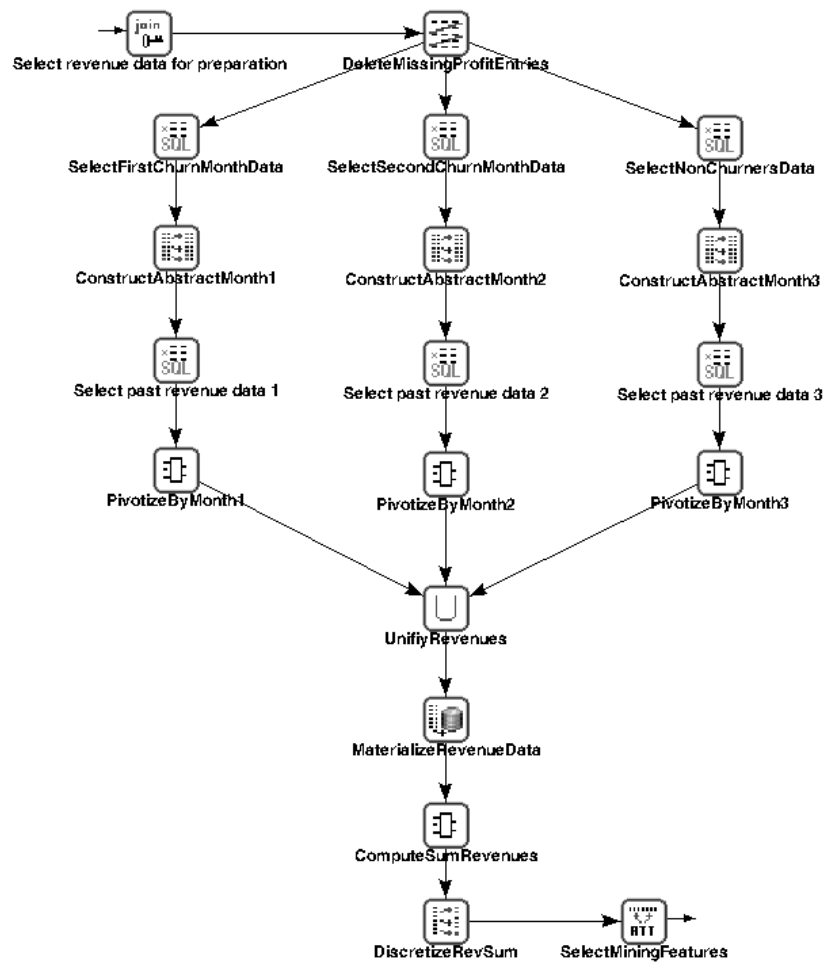 join
Select revenue data for preparation
DeleteMissingProfitEntries
SQL
SQL
SQL
SelectFirstChurnMonthData
SelectSecondChurnMonthData
SelectNonChurnersData
ConstructAbstractMonth1
ConstructAbstractMonth2
ConstructAbstractMonth3
SQL
SQL
SQL
Select past revenue data 1
Select past revenue data 2
Select past revenue data 3
PivotizeByMonth1
PivotizeByMonth2
PivotizeByMonth3
UnifiyRevenues
MaterializeRevenueData
ComputeSumRevenues
ATT
DiscretizeRevSum
SelectMiningFeatures